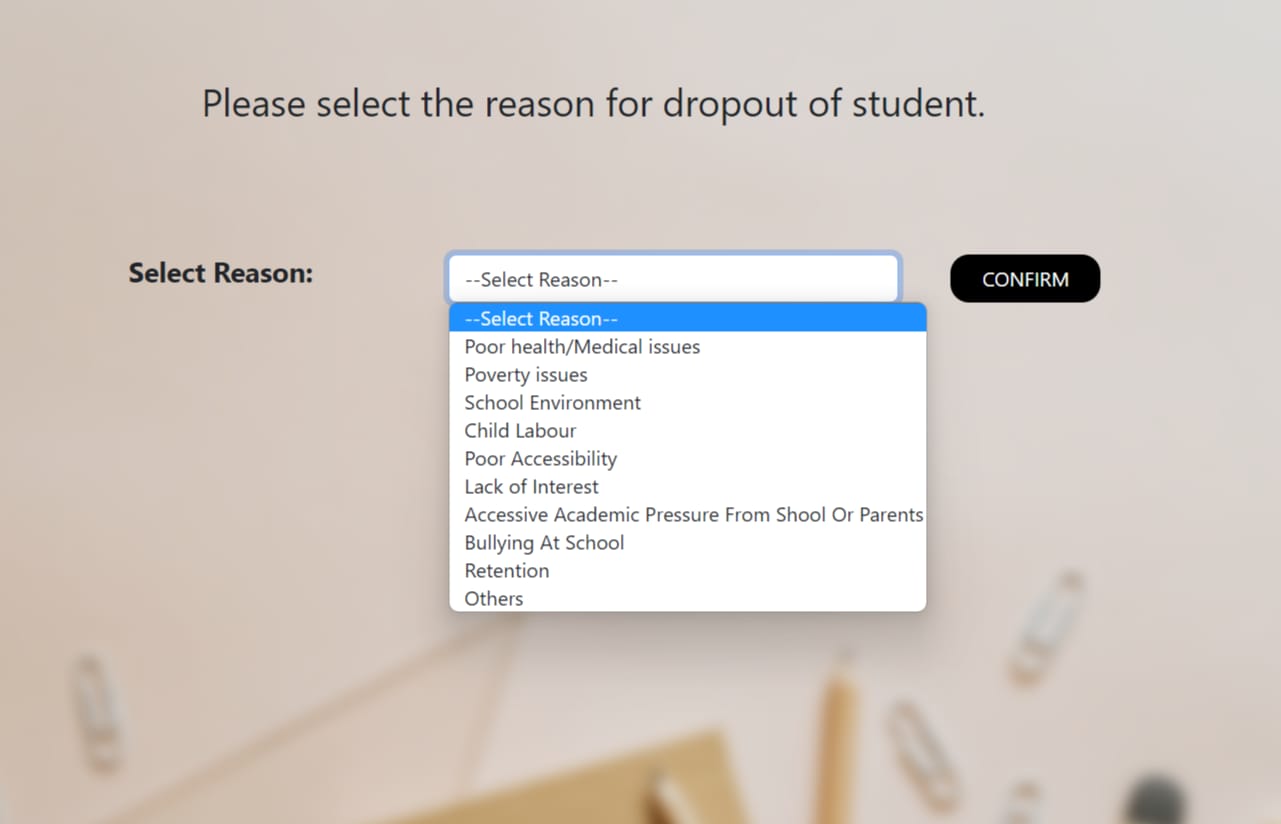 Please select the reason for dropout of student.
Select Reason:
--Select Reason--
CONFIRM
--Select Reason--
Poor health/Medical issues
Poverty issues
School Environment
Child Labour
Poor Accessibility
Lack of Interest
Accessive Academic Pressure From Shool Or Parents
Bullying At School
Retention
Others